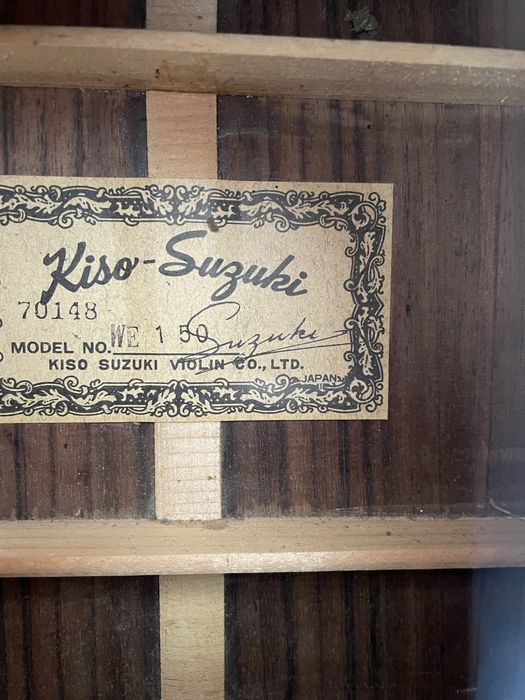 Kiso-Suzuki
70148
MODEL NO. WE 150 Suzuki
KISO SUZUKI VIOLIN CO., LTD.
JAPAN